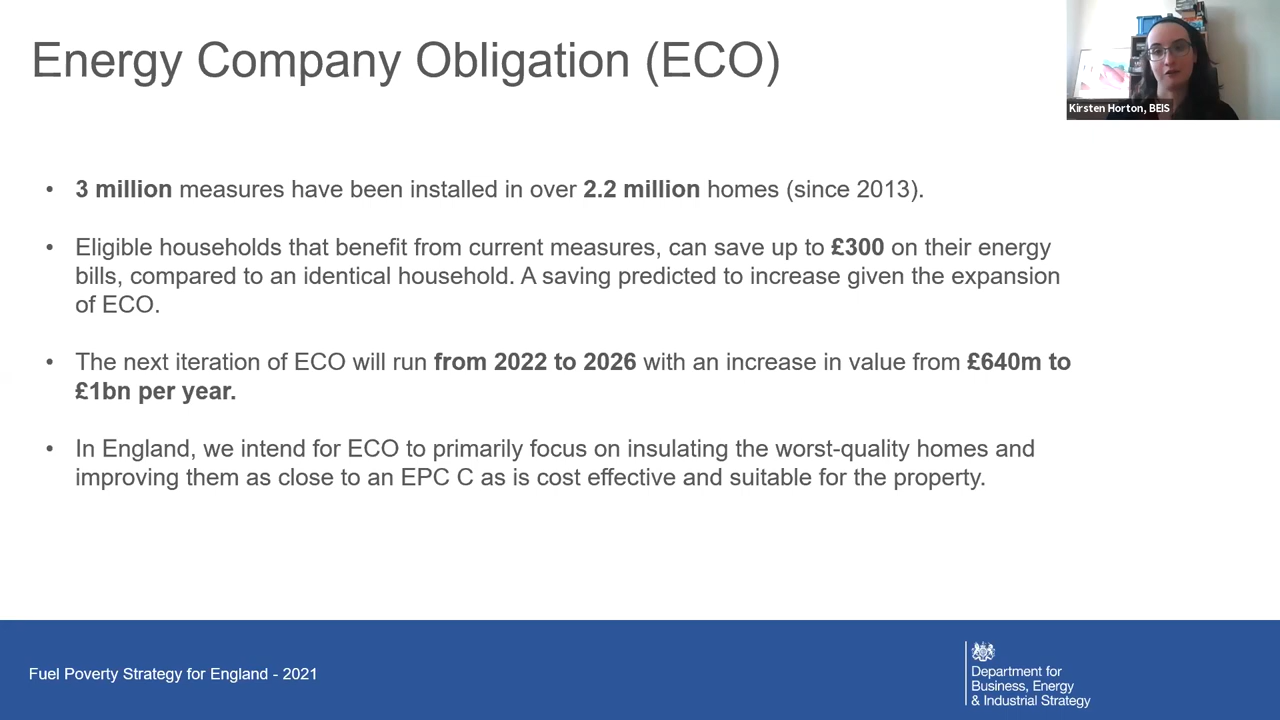 Energy Company Obligation (ECO)
Kirsten Horton, BEIS
• 3 million measures have been installed in over 2.2 million homes (since 2013).
• Eligible households that benefit from current measures, can save up to £300 on their energy
bills, compared to an identical household. A saving predicted to increase given the expansion
of ECO.
• The next iteration of ECO will run from 2022 to 2026 with an increase in value from £640m to
£1bn per year.
• In England, we intend for ECO to primarily focus on insulating the worst-quality homes and
improving them as close to an EPC C as is cost effective and suitable for the property.
Fuel Poverty Strategy for England - 2021
Department for
Business, Energy
& Industrial Strategy